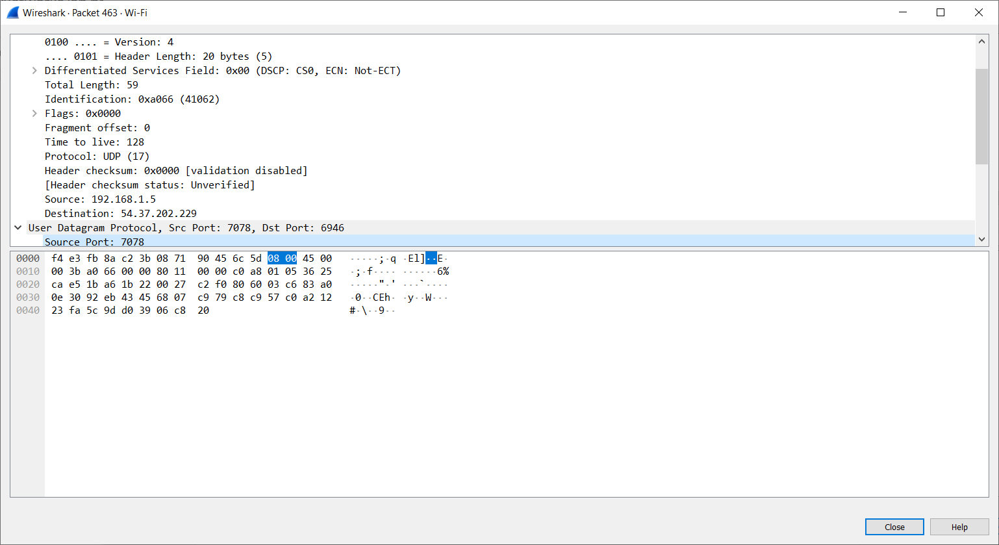 Wireshark · Packet 463 · Wi-Fi
0100 .... = Version: 4
.... 0101 = Header Length: 20 bytes (5)
Differentiated Services Field: 0x00 (DSCP: CS0, ECN: Not-ECT)
Total Length: 59
Identification: 0xa066 (41062)
Flags: 0x0000
Fragment offset: 0
Time to live: 128
Protocol: UDP (17)
Header checksum: 0x0000 [validation disabled]
[Header checksum status: Unverified]
Source: 192.168.1.5
Destination: 54.37.202.229
User Datagram Protocol, Src Port: 7078, Dst Port: 6946
Source Port: 7078
0000 f4 e3 fb 8a c2 3b 08 71 90 45 6c 5d 08 00 45 00 ·····;·q ·El]··E·
0010 00 3b a0 66 00 00 80 11 00 00 c0 a8 01 05 36 25 ·;·f···· ······6%
0020 ca e5 1b a6 1b 22 00 27 c2 f0 80 60 03 c6 83 a0 ·····"·' ···`····
0030 0e 30 92 eb 43 45 68 07 c9 79 c8 c9 57 c0 a2 12 ·0··CEh· ·y··W···
0040 23 fa 5c 9d d0 39 06 c8 20 #·\··9··
Close
Help